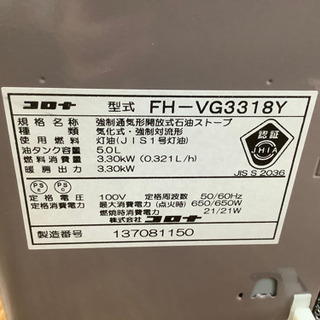 コロナ 型式 FH-VG3318Y
規格名称 強制通気形開放式石油ストーブ
種類 気化式・強制対流形
使用燃料 灯油(JIS1号灯油)
油タンク容量 5.0L
燃料消費量 3.30kW (0.321L/h)
暖房出力 3.30kW
認証
JHIA
JIS S 2036
PS C PS E
定格電圧 100V 定格周波数 50/60Hz
最大消費電力(点火時) 650/650W
燃焼時消費電力 21/21W
株式会社コロナ
製造番号 137081150